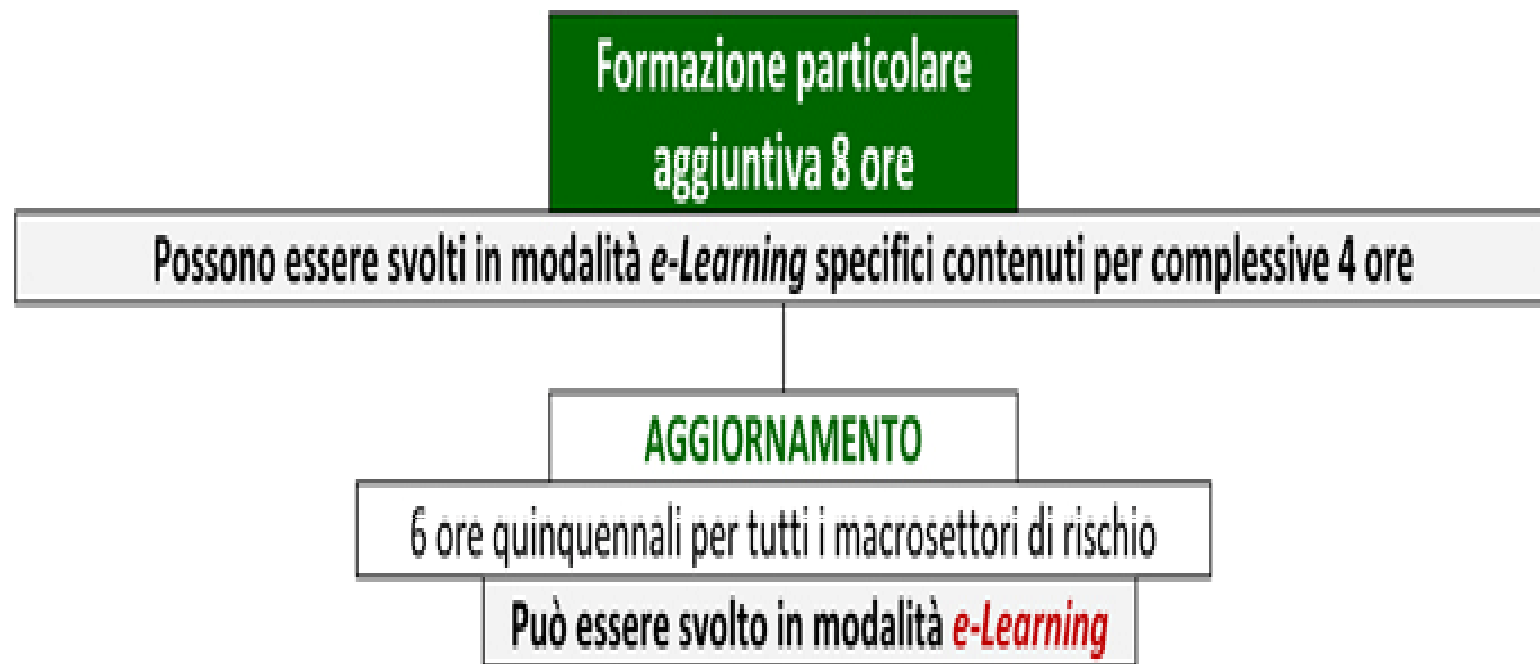 Formazione particolare
aggiuntiva 8 ore
Possono essere svolti in modalità e-Learning specifici contenuti per complessive 4 ore
AGGIORNAMENTO
6 ore quinquennali per tutti i macrosettori di rischio
Può essere svolto in modalità e-Learning